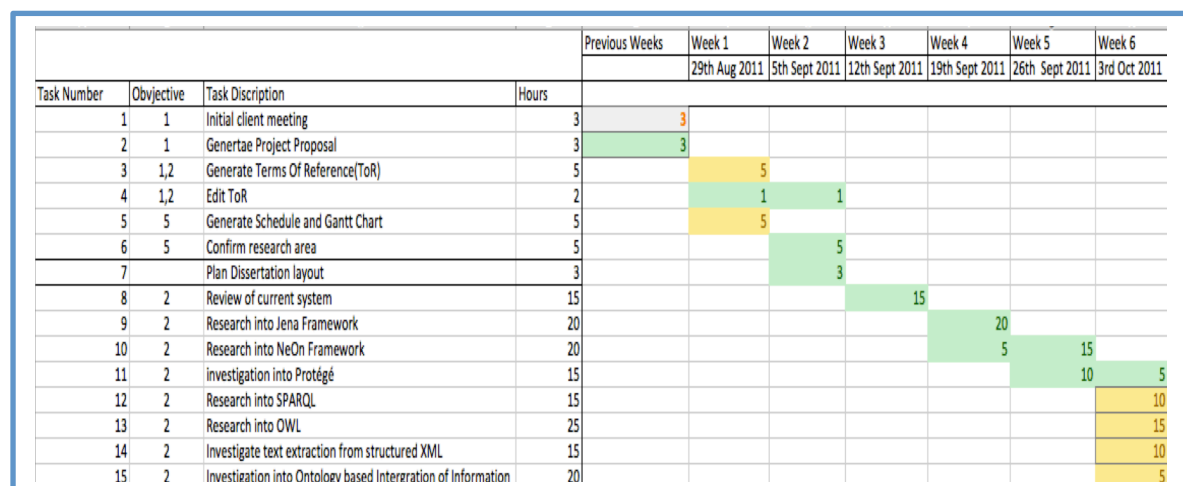 Previous Weeks Week 1 Week 2 Week 3 Week 4 Week 5 Week 6
29th Aug 2011 5th Sept 2011 12th Sept 2011 19th Sept 2011 26th Sept 2011 3rd Oct 2011
Task Number Obvjective Task Discription Hours
1 1 Initial client meeting 3 3
2 1 Genertae Project Proposal 3 3
3 1,2 Generate Terms Of Reference(ToR) 5 5
4 1,2 Edit ToR 2 1 1
5 5 Generate Schedule and Gantt Chart 5 5
6 5 Confirm research area 5 5
7 Plan Dissertation layout 3 3
8 2 Review of current system 15 15
9 2 Research into Jena Framework 20 20
10 2 Research into NeOn Framework 20 5 15
11 2 investigation into Protégé 15 10 5
12 2 Research into SPARQL 15 10
13 2 Research into OWL 25 15
14 2 Investigate text extraction from structured XML 15 10
15 2 Investigation into Ontology based Intergration of Information 20 5